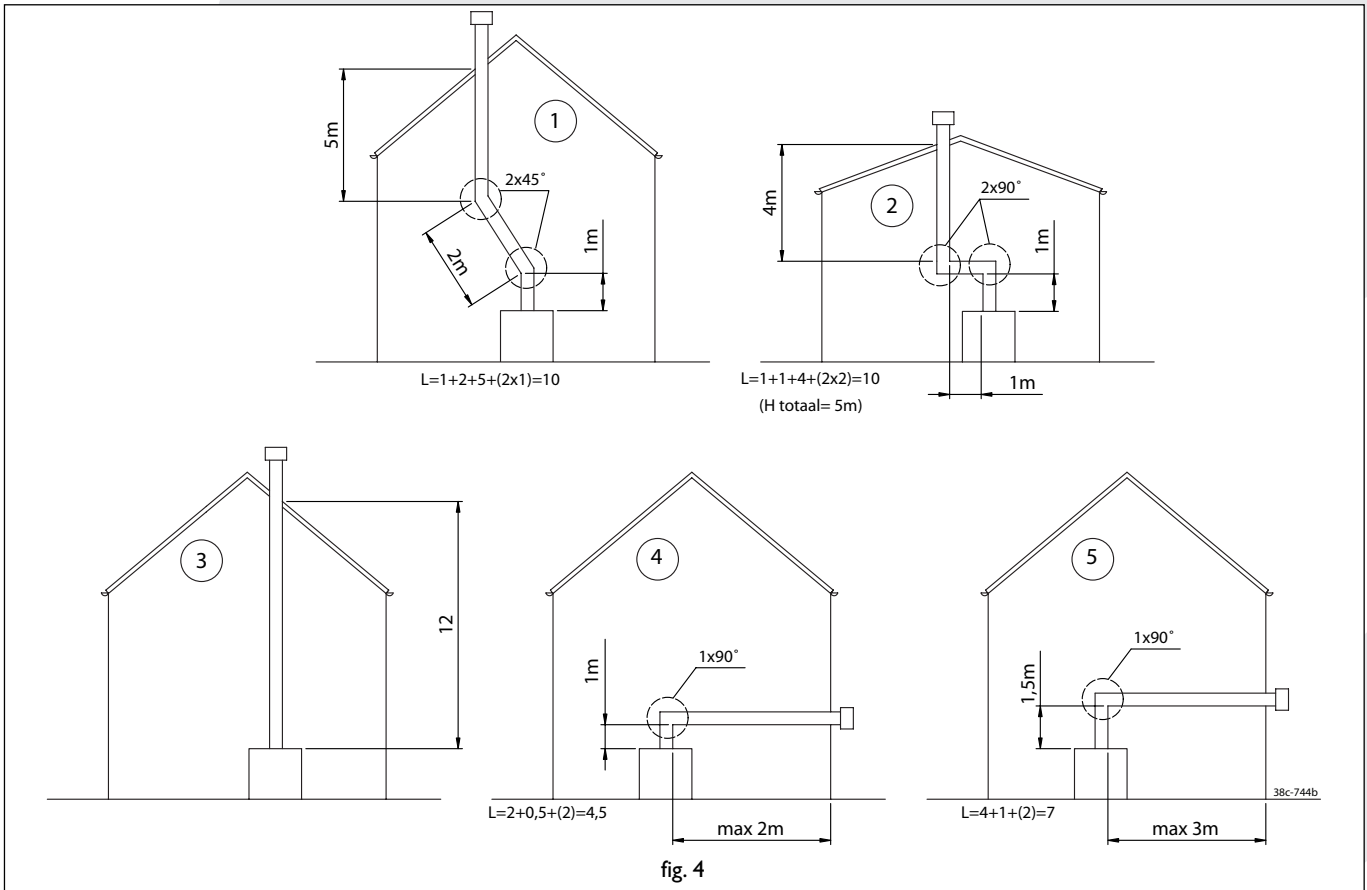 1
5m
2x45°
2m
1m
L=1+2+5+(2x1)=10
2
4m
2x90°
1m
L=1+1+4+(2x2)=10
(H totaal= 5m)
1m
3
12
4
1m
1x90°
L=2+0,5+(2)=4,5
max 2m
5
1,5m
1x90°
L=4+1+(2)=7
max 3m
38c-744b
fig. 4